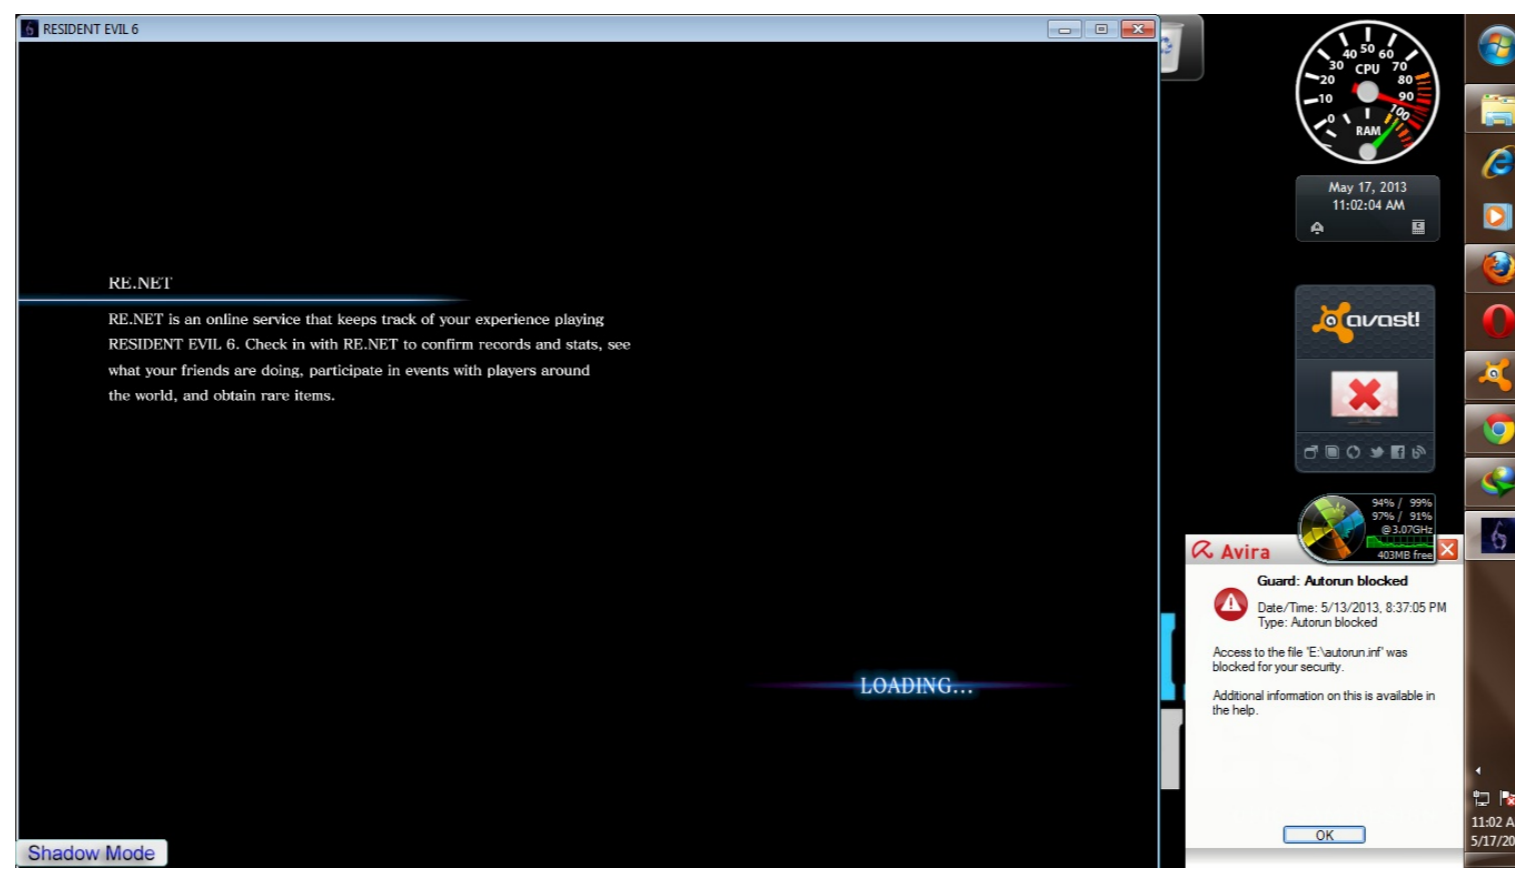 RESIDENT EVIL 6
RE.NET
RE.NET is an online service that keeps track of your experience playing
RESIDENT EVIL 6. Check in with RE.NET to confirm records and stats, see
what your friends are doing, participate in events with players around
the world, and obtain rare items.
LOADING...
Shadow Mode
40 50 60
30 CPU 70
20 80
10 90
0 100
RAM
May 17, 2013
11:02:04 AM
avast!
94% / 99%
97% / 91%
@3.07GHz
403MB free
Avira
Guard: Autorun blocked
Date/Time: 5/13/2013, 8:37:05 PM
Type: Autorun blocked
Access to the file 'E:\autorun.inf' was
blocked for your security.
Additional information on this is available in
the help.
OK
11:02 A
5/17/20